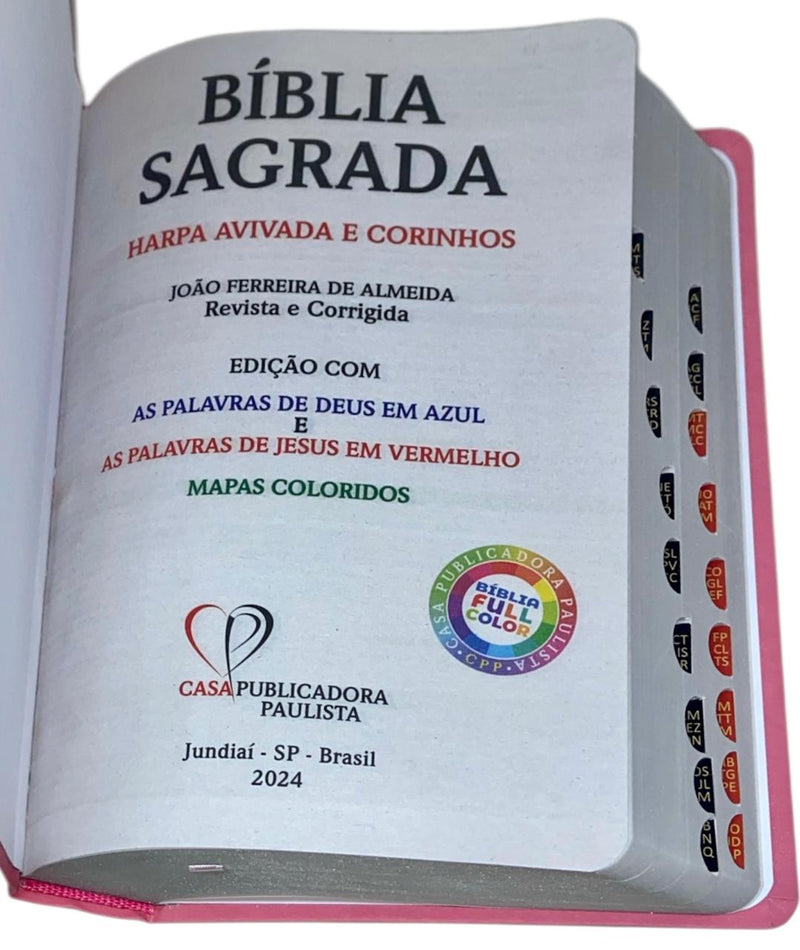 BÍBLIA
SAGRADA
HARPA AVIVADA E CORINHOS
JOÃO FERREIRA DE ALMEIDA
Revista e Corrigida
EDIÇÃO COM
AS PALAVRAS DE DEUS EM AZUL
E
AS PALAVRAS DE JESUS EM VERMELHO
MAPAS COLORIDOS
CASA PUBLICADORA PAULISTA
• CPP •
BÍBLIA
FULL
COLOR
CASA PUBLICADORA
PAULISTA
Jundiaí - SP - Brasil
2024